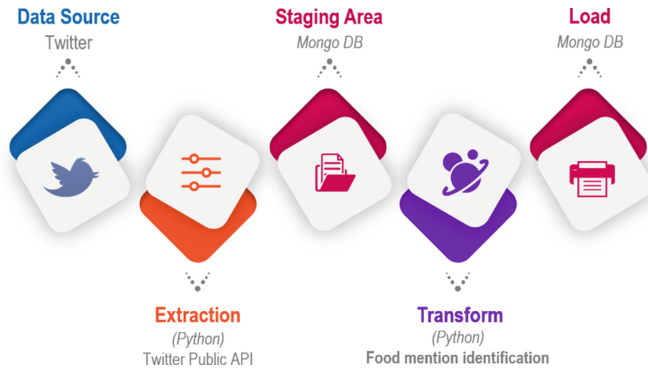 Data Source
Twitter
Staging Area
Mongo DB
Load
Mongo DB
Extraction
(Python)
Twitter Public API
Transform
(Python)
Food mention identification